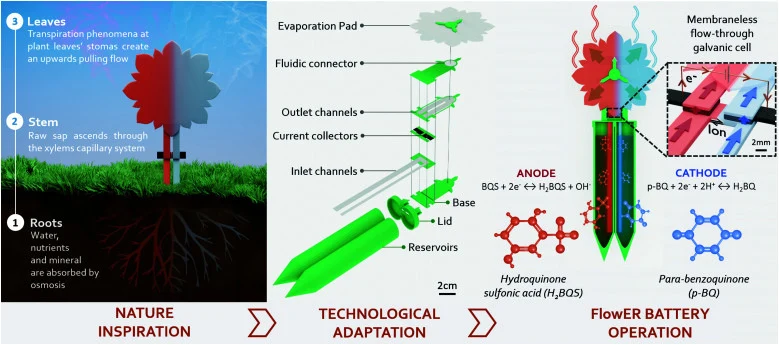 3 Leaves
Transpiration phenomena at
plant leaves' stomas create
an upwards pulling flow
2 Stem
Raw sap ascends through
the xylems capillary system
1 Roots
Water,
nutrients
and mineral
are absorbed by
osmosis
NATURE
INSPIRATION
Evaporation Pad
Fluidic connector
Outlet channels
Current collectors
Inlet channels
Base
Lid
Reservoirs
2cm
TECHNOLOGICAL
ADAPTATION
Membraneless
flow-through
galvanic cell
e⁻
Ion
2mm
ANODE
BQS + 2e⁻ ↔ H₂BQS + OH⁻
CATHODE
p-BQ + 2e⁻ + 2H⁺ ↔ H₂BQ
Hydroquinone
sulfonic acid (H₂BQS)
Para-benzoquinone
(p-BQ)
FlowER BATTERY
OPERATION